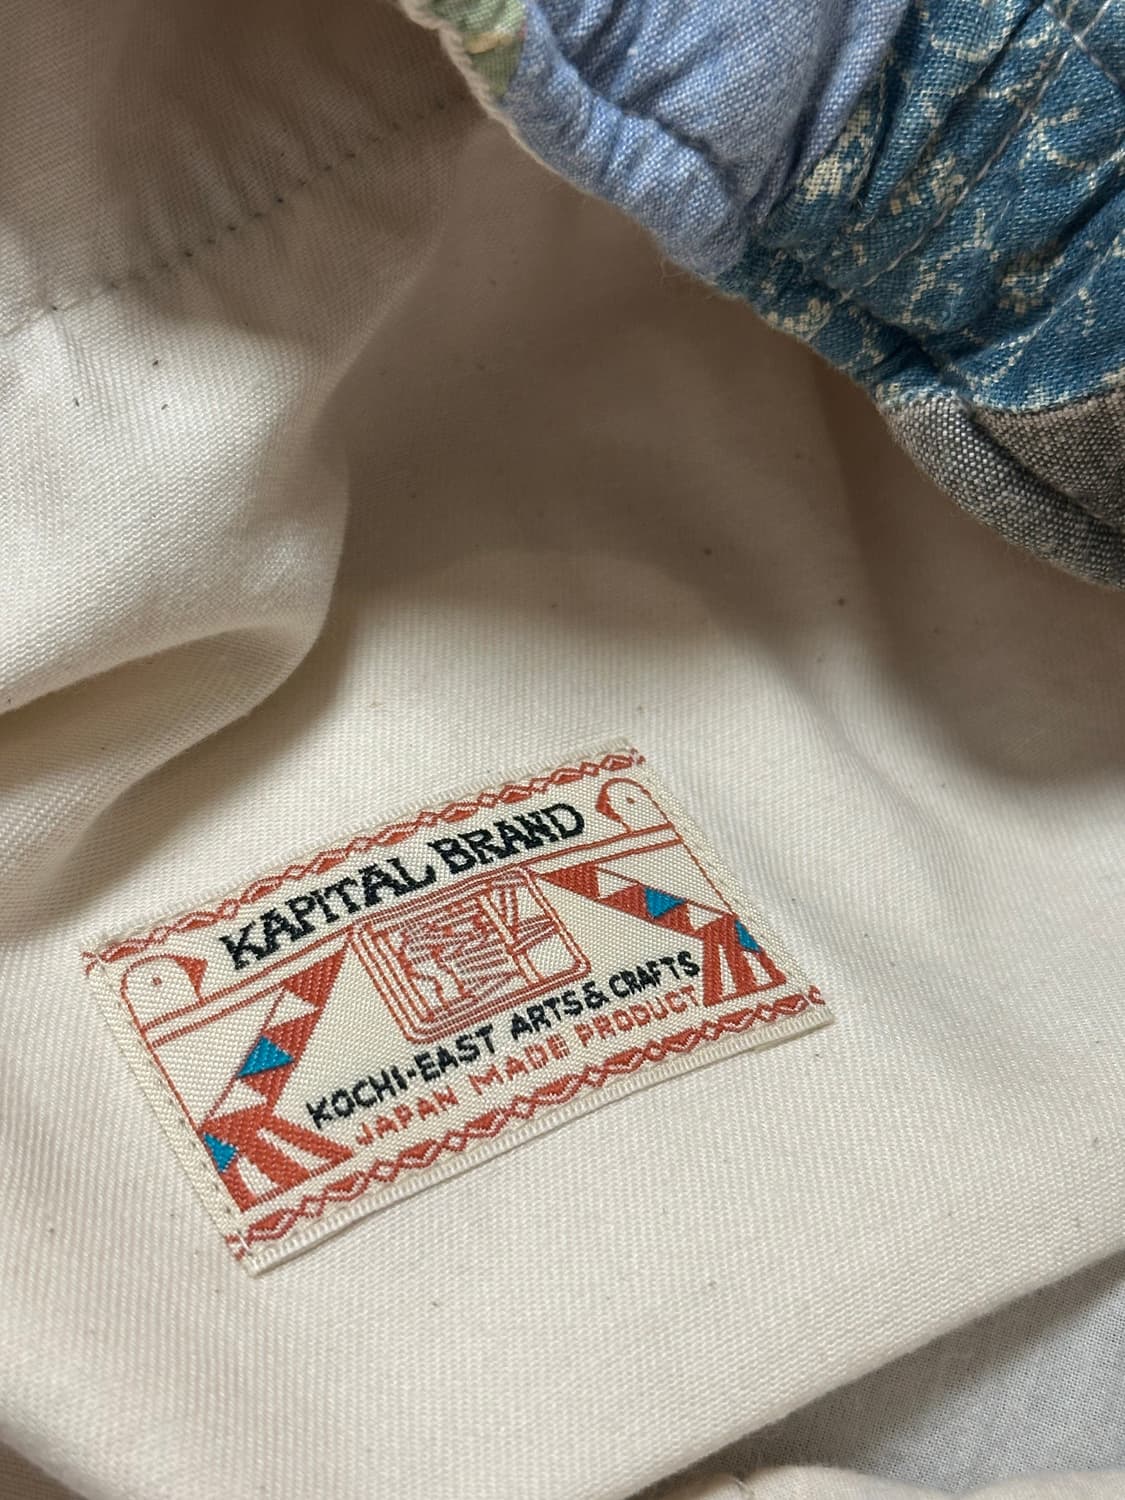 KAPITAL BRAND
KOCHI-EAST ARTS & CRAFTS
JAPAN MADE PRODUCT